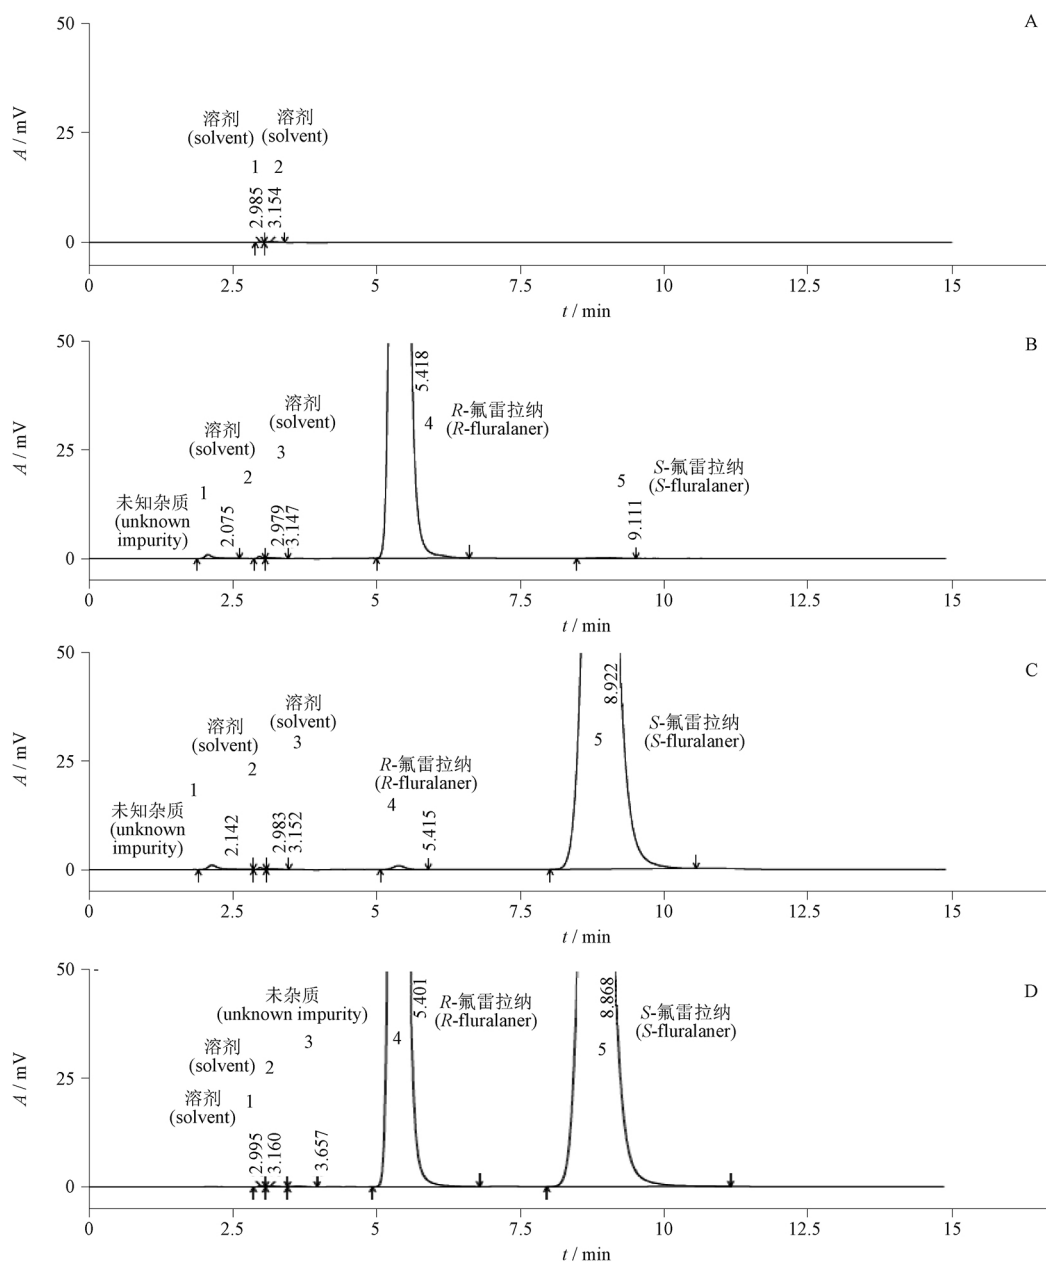 A
50
25
0
A / mV
溶剂
(solvent)
溶剂
(solvent)
1
2
2.985
3.154
0
2.5
5
7.5
10
12.5
15
t / min
B
50
25
0
A / mV
未知杂质
(unknown
impurity)
1
2.075
溶剂
(solvent)
2
2.979
溶剂
(solvent)
3
3.147
5.418
4
R-氟雷拉纳
(R-fluralaner)
5
9.111
S-氟雷拉纳
(S-fluralaner)
0
2.5
5
7.5
10
12.5
15
t / min
C
50
25
0
A / mV
未知杂质
(unknown
impurity)
1
2.142
溶剂
(solvent)
2
2.983
溶剂
(solvent)
3
3.152
R-氟雷拉纳
(R-fluralaner)
4
5.415
8.922
5
S-氟雷拉纳
(S-fluralaner)
0
2.5
5
7.5
10
12.5
15
t / min
D
50
25
0
A / mV
溶剂
(solvent)
1
2.995
溶剂
(solvent)
2
3.160
未杂质
(unknown impurity)
3
3.657
5.401
4
R-氟雷拉纳
(R-fluralaner)
8.868
5
S-氟雷拉纳
(S-fluralaner)
0
2.5
5
7.5
10
12.5
15
t / min